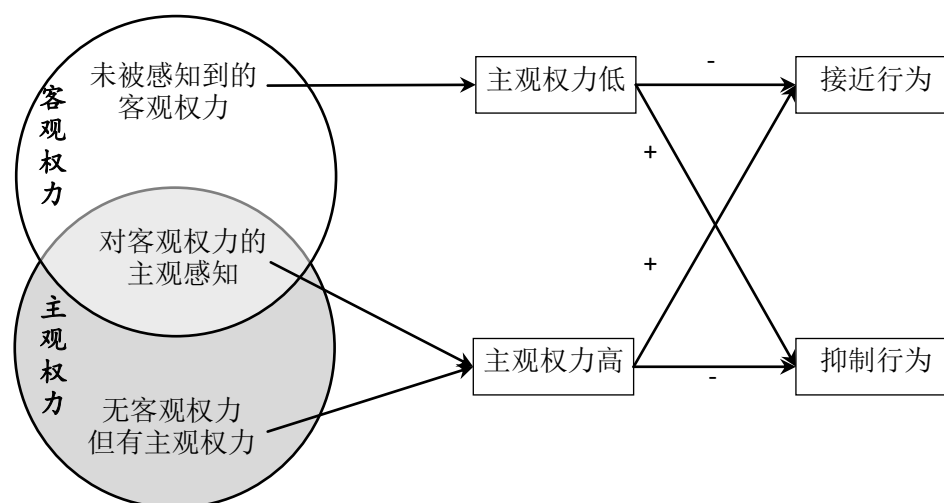 客观权力
未被感知到的
客观权力
对客观权力的
主观感知
主观权力
无客观权力
但有主观权力
主观权力低
主观权力高
-
+
+
-
接近行为
抑制行为